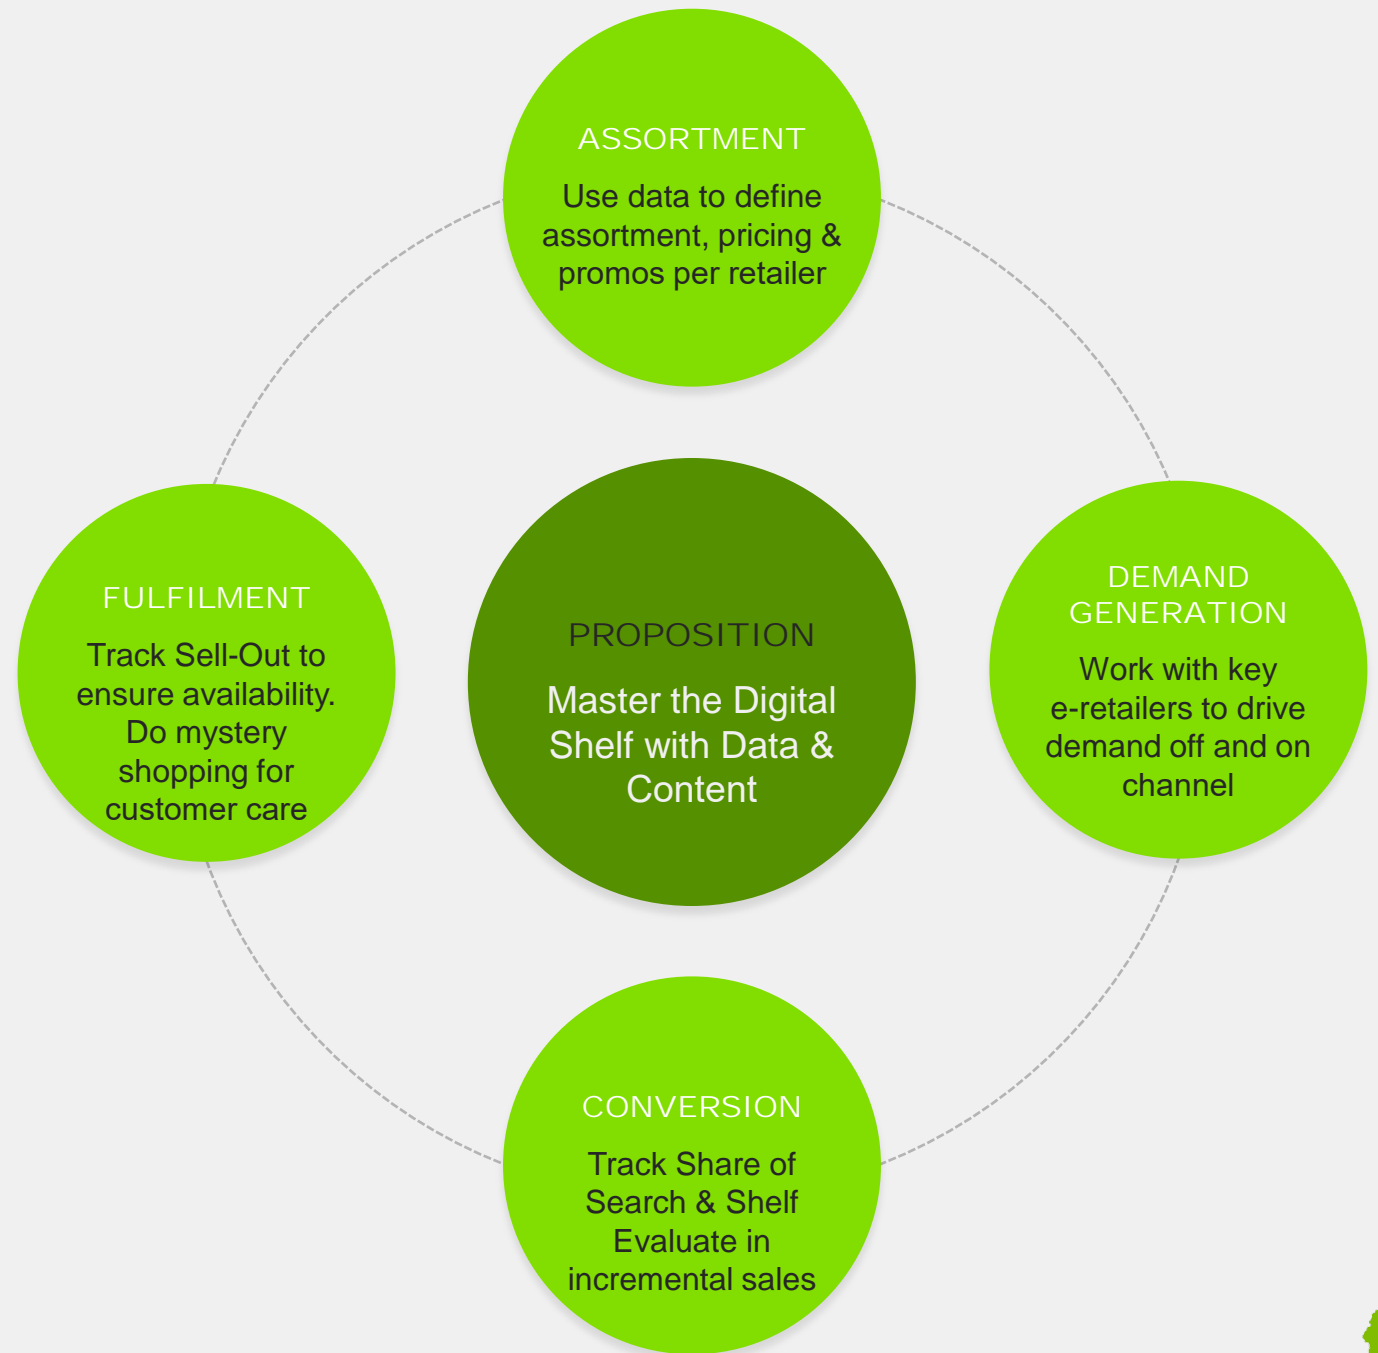 ASSORTMENT
Use data to define
assortment, pricing &
promos per retailer
FULFILMENT
Track Sell-Out to
ensure availability.
Do mystery
shopping for
customer care
PROPOSITION
Master the Digital
Shelf with Data &
Content
DEMAND
GENERATION
Work with key
e-retailers to drive
demand off and on
channel
CONVERSION
Track Share of
Search & Shelf
Evaluate in
incremental sales